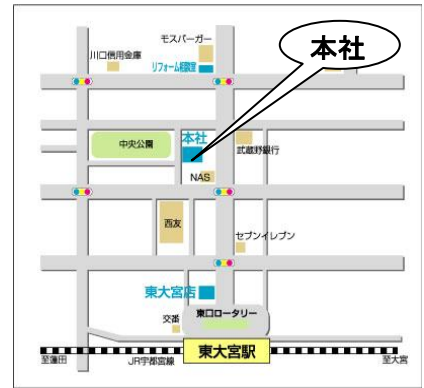 モスバーガー
本社
川口信用金庫
リフォーム相談室
中央公園
本社
武蔵野銀行
NAS
西友
セブンイレブン
東大宮店
交番
東口ロータリー
東大宮駅
至蓮田
JR宇都宮線
至大宮